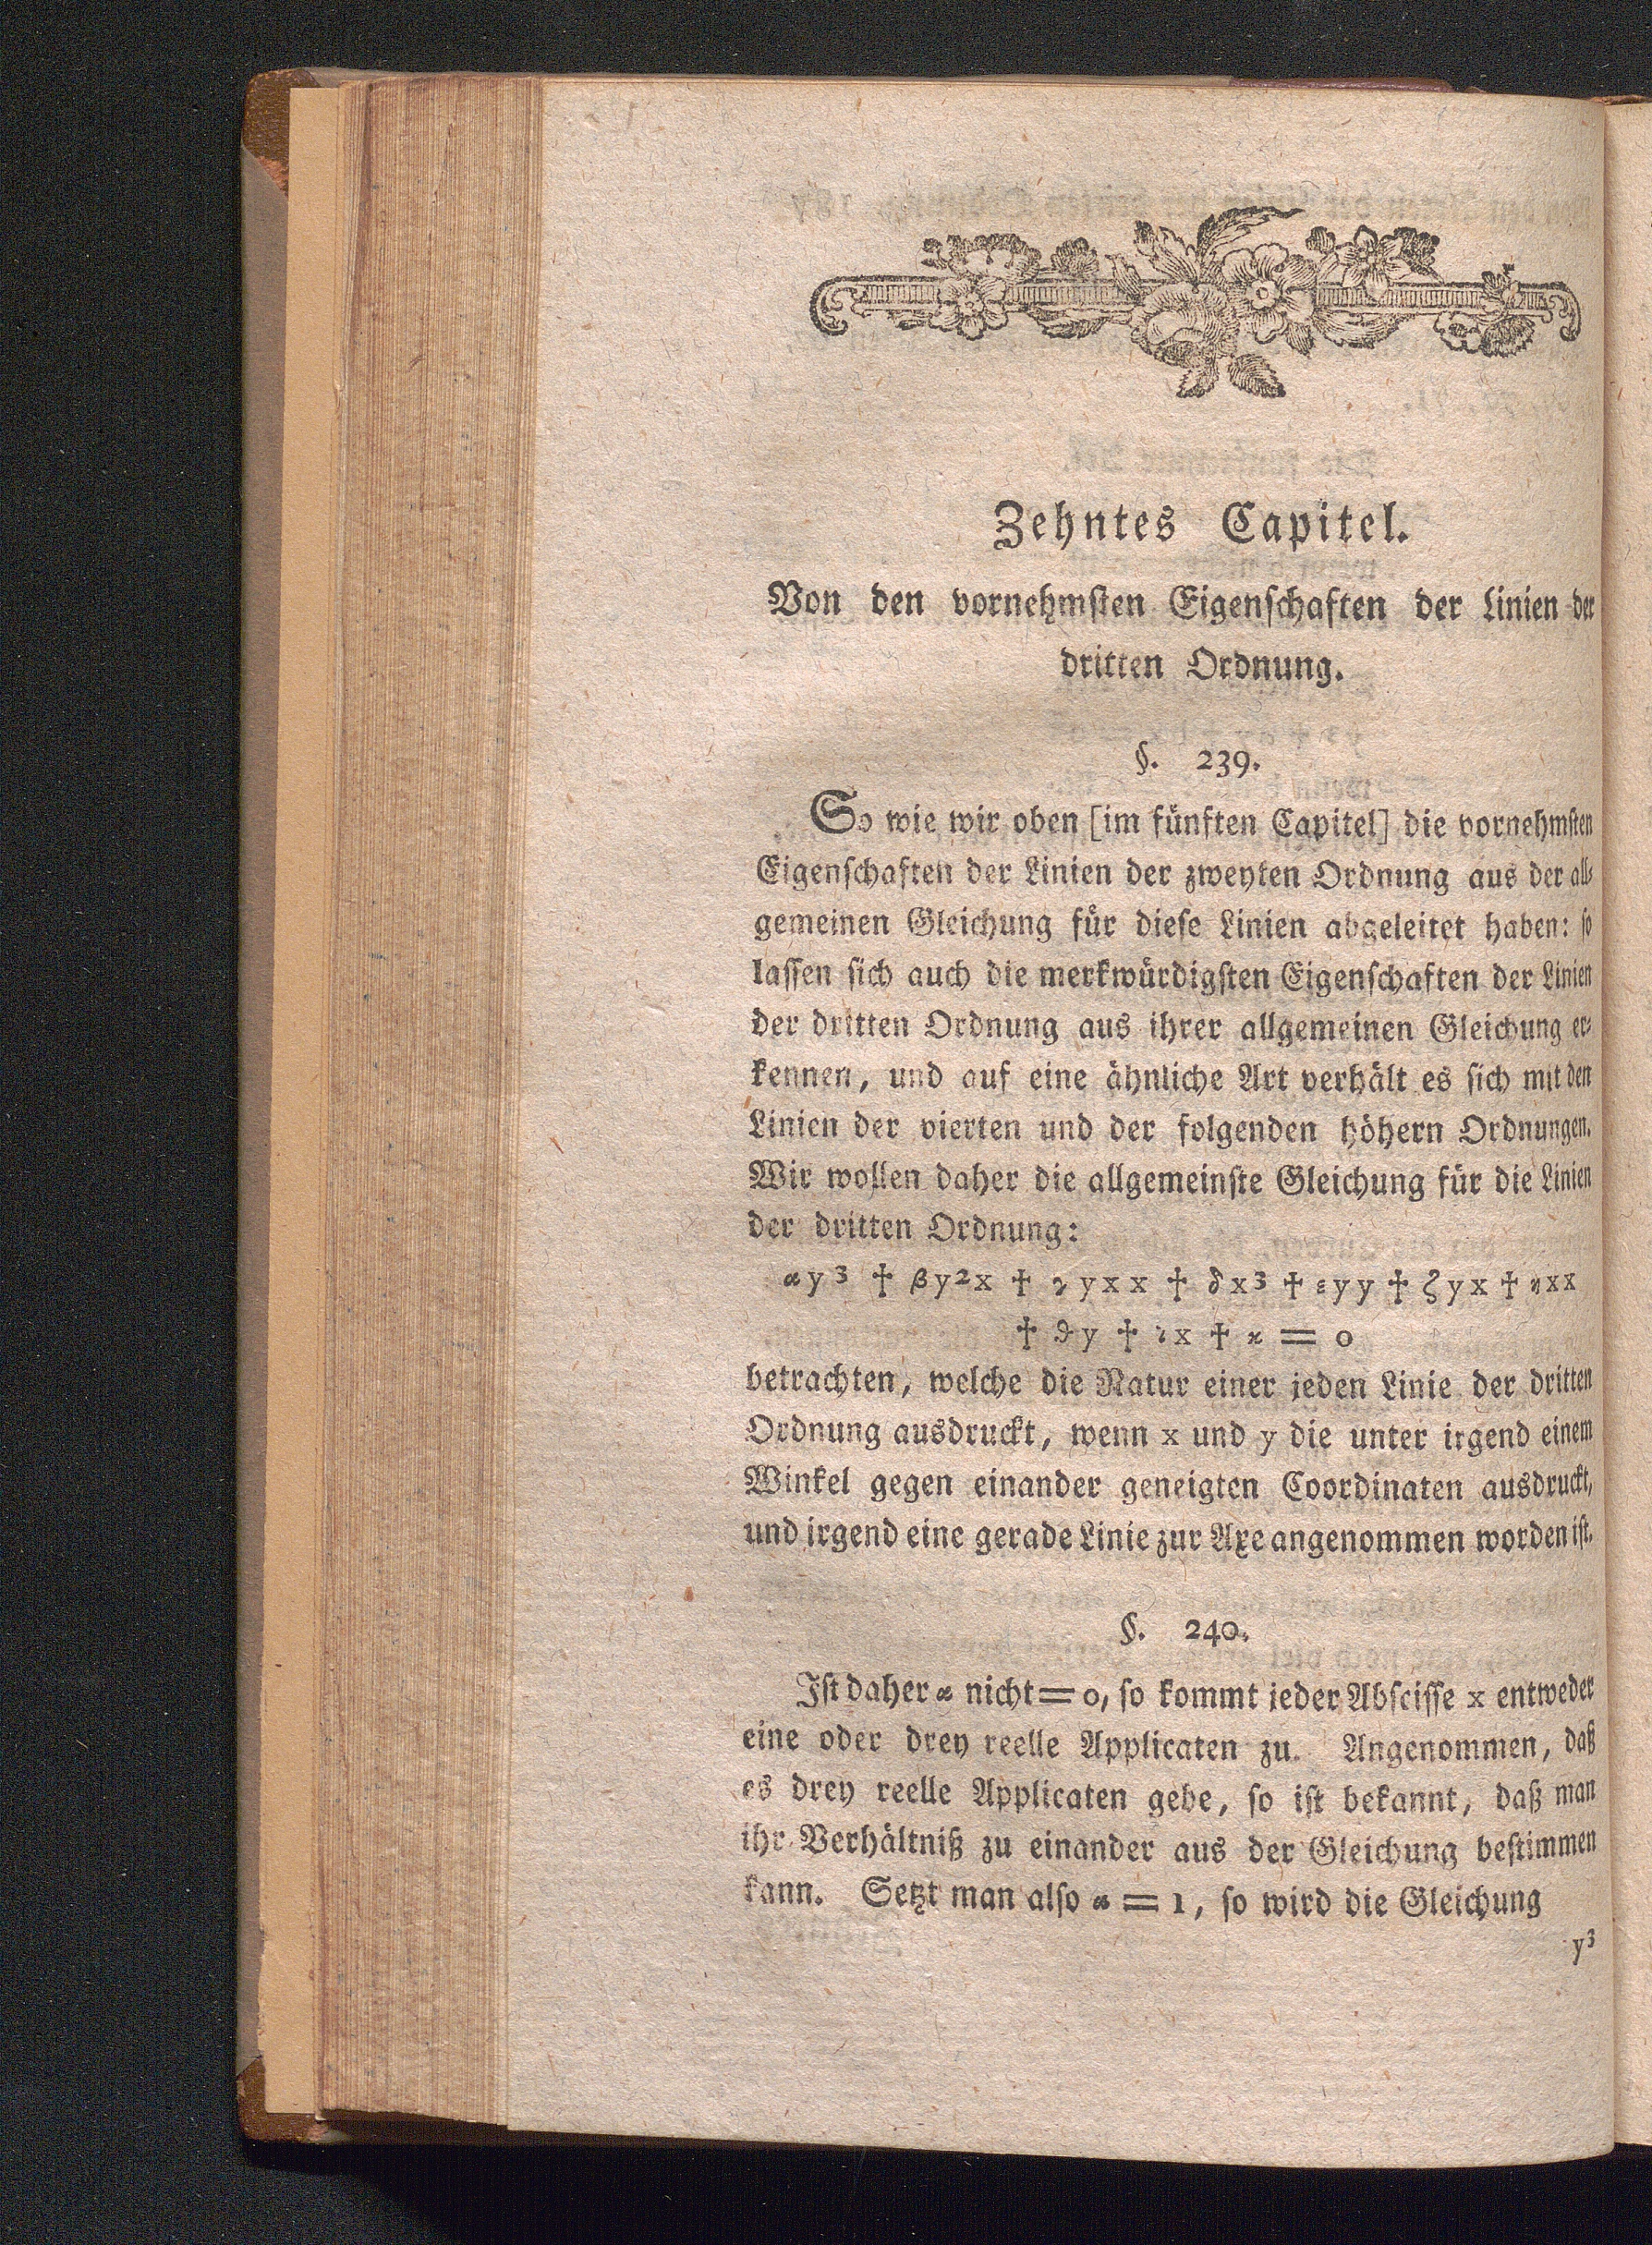 Zehntes Capitel.
Von den vornehmsten Eigenschaften der Linien der
dritten Ordnung.
§. 239.
So wie wir oben [im fünften Capitel] die vornehmsten
Eigenschaften der Linien der zweyten Ordnung aus der all-
gemeinen Gleichung für diese Linien abgeleitet haben: so
lassen sich auch die merkwürdigsten Eigenschaften der Linien
der dritten Ordnung aus ihrer allgemeinen Gleichung er-
kennen, und auf eine ähnliche Art verhält es sich mit den
Linien der vierten und der folgenden höhern Ordnungen.
Wir wollen daher die allgemeinste Gleichung für die Linien
der dritten Ordnung:
αy³ + βy²x + γyxx + δx³ + εyy + ζyx + ηxx
+ ϑy + ιx + κ = 0
betrachten, welche die Natur einer jeden Linie der dritten
Ordnung ausdruckt, wenn x und y die unter irgend einem
Winkel gegen einander geneigten Coordinaten ausdruckt,
und irgend eine gerade Linie zur Axe angenommen worden ist.
§. 240.
Ist daher α nicht = 0, so kommt jeder Abscisse x entweder
eine oder drey reelle Applicaten zu. Angenommen, daß
es drey reelle Applicaten gebe, so ist bekannt, daß man
ihr Verhältniß zu einander aus der Gleichung bestimmen
kann. Setzt man also α = 1, so wird die Gleichung
y³